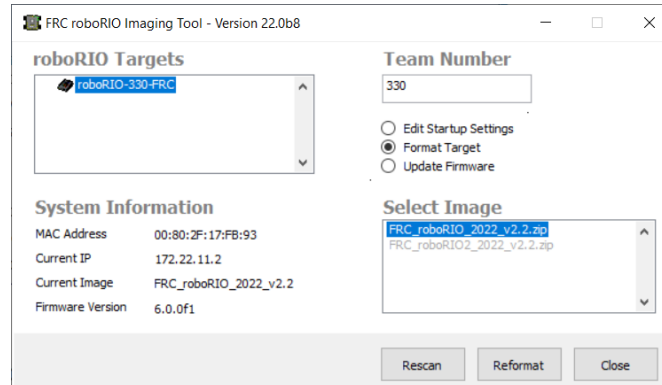 FRC roboRIO Imaging Tool - Version 22.0b8
roboRIO Targets
roboRIO-330-FRC
Team Number
330
Edit Startup Settings
Format Target
Update Firmware
System Information
MAC Address 00:80:2F:17:FB:93
Current IP 172.22.11.2
Current Image FRC_roboRIO_2022_v2.2
Firmware Version 6.0.0f1
Select Image
FRC_roboRIO_2022_v2.2.zip
FRC_roboRIO2_2022_v2.2.zip
Rescan Reformat Close